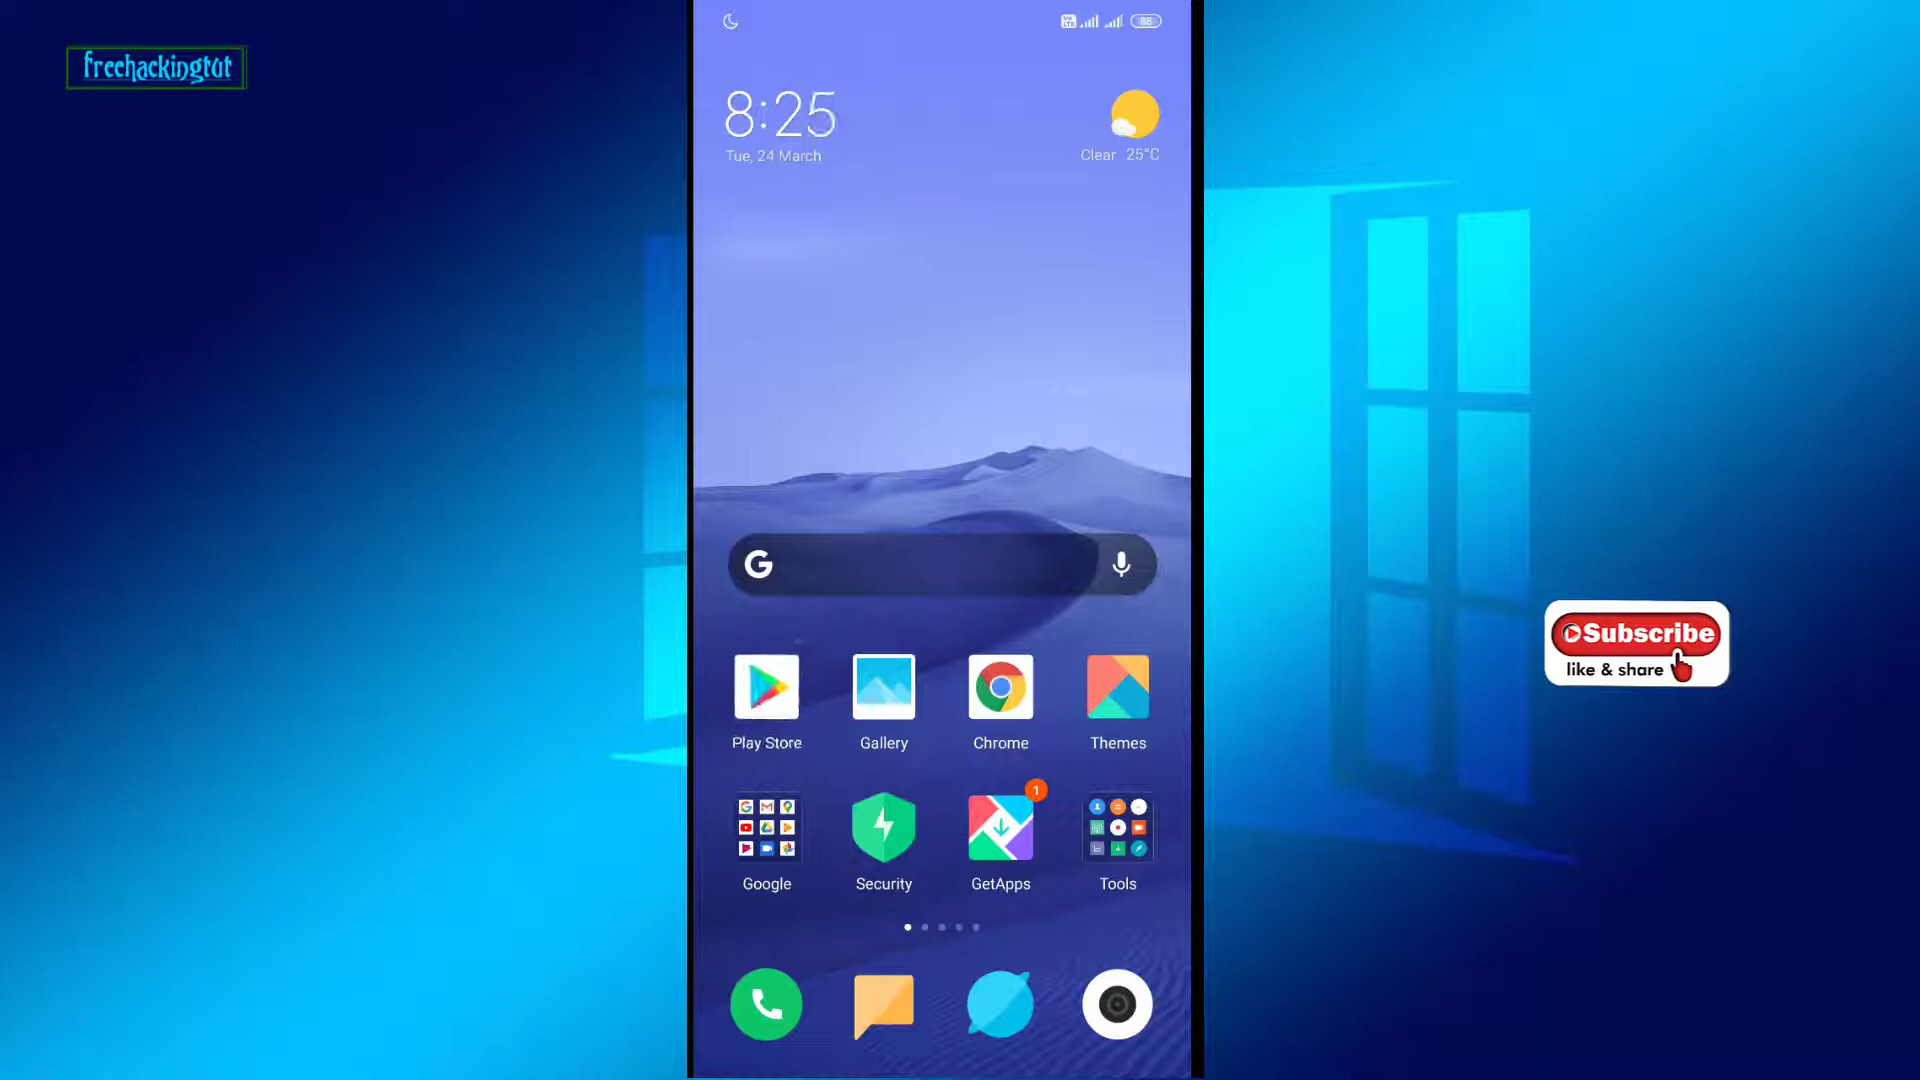 freehackingtut
88
8:25
Tue, 24 March
Clear 25°C
G
Subscribe
like & share
Play Store
Gallery
Chrome
Themes
1
Google
Security
GetApps
Tools